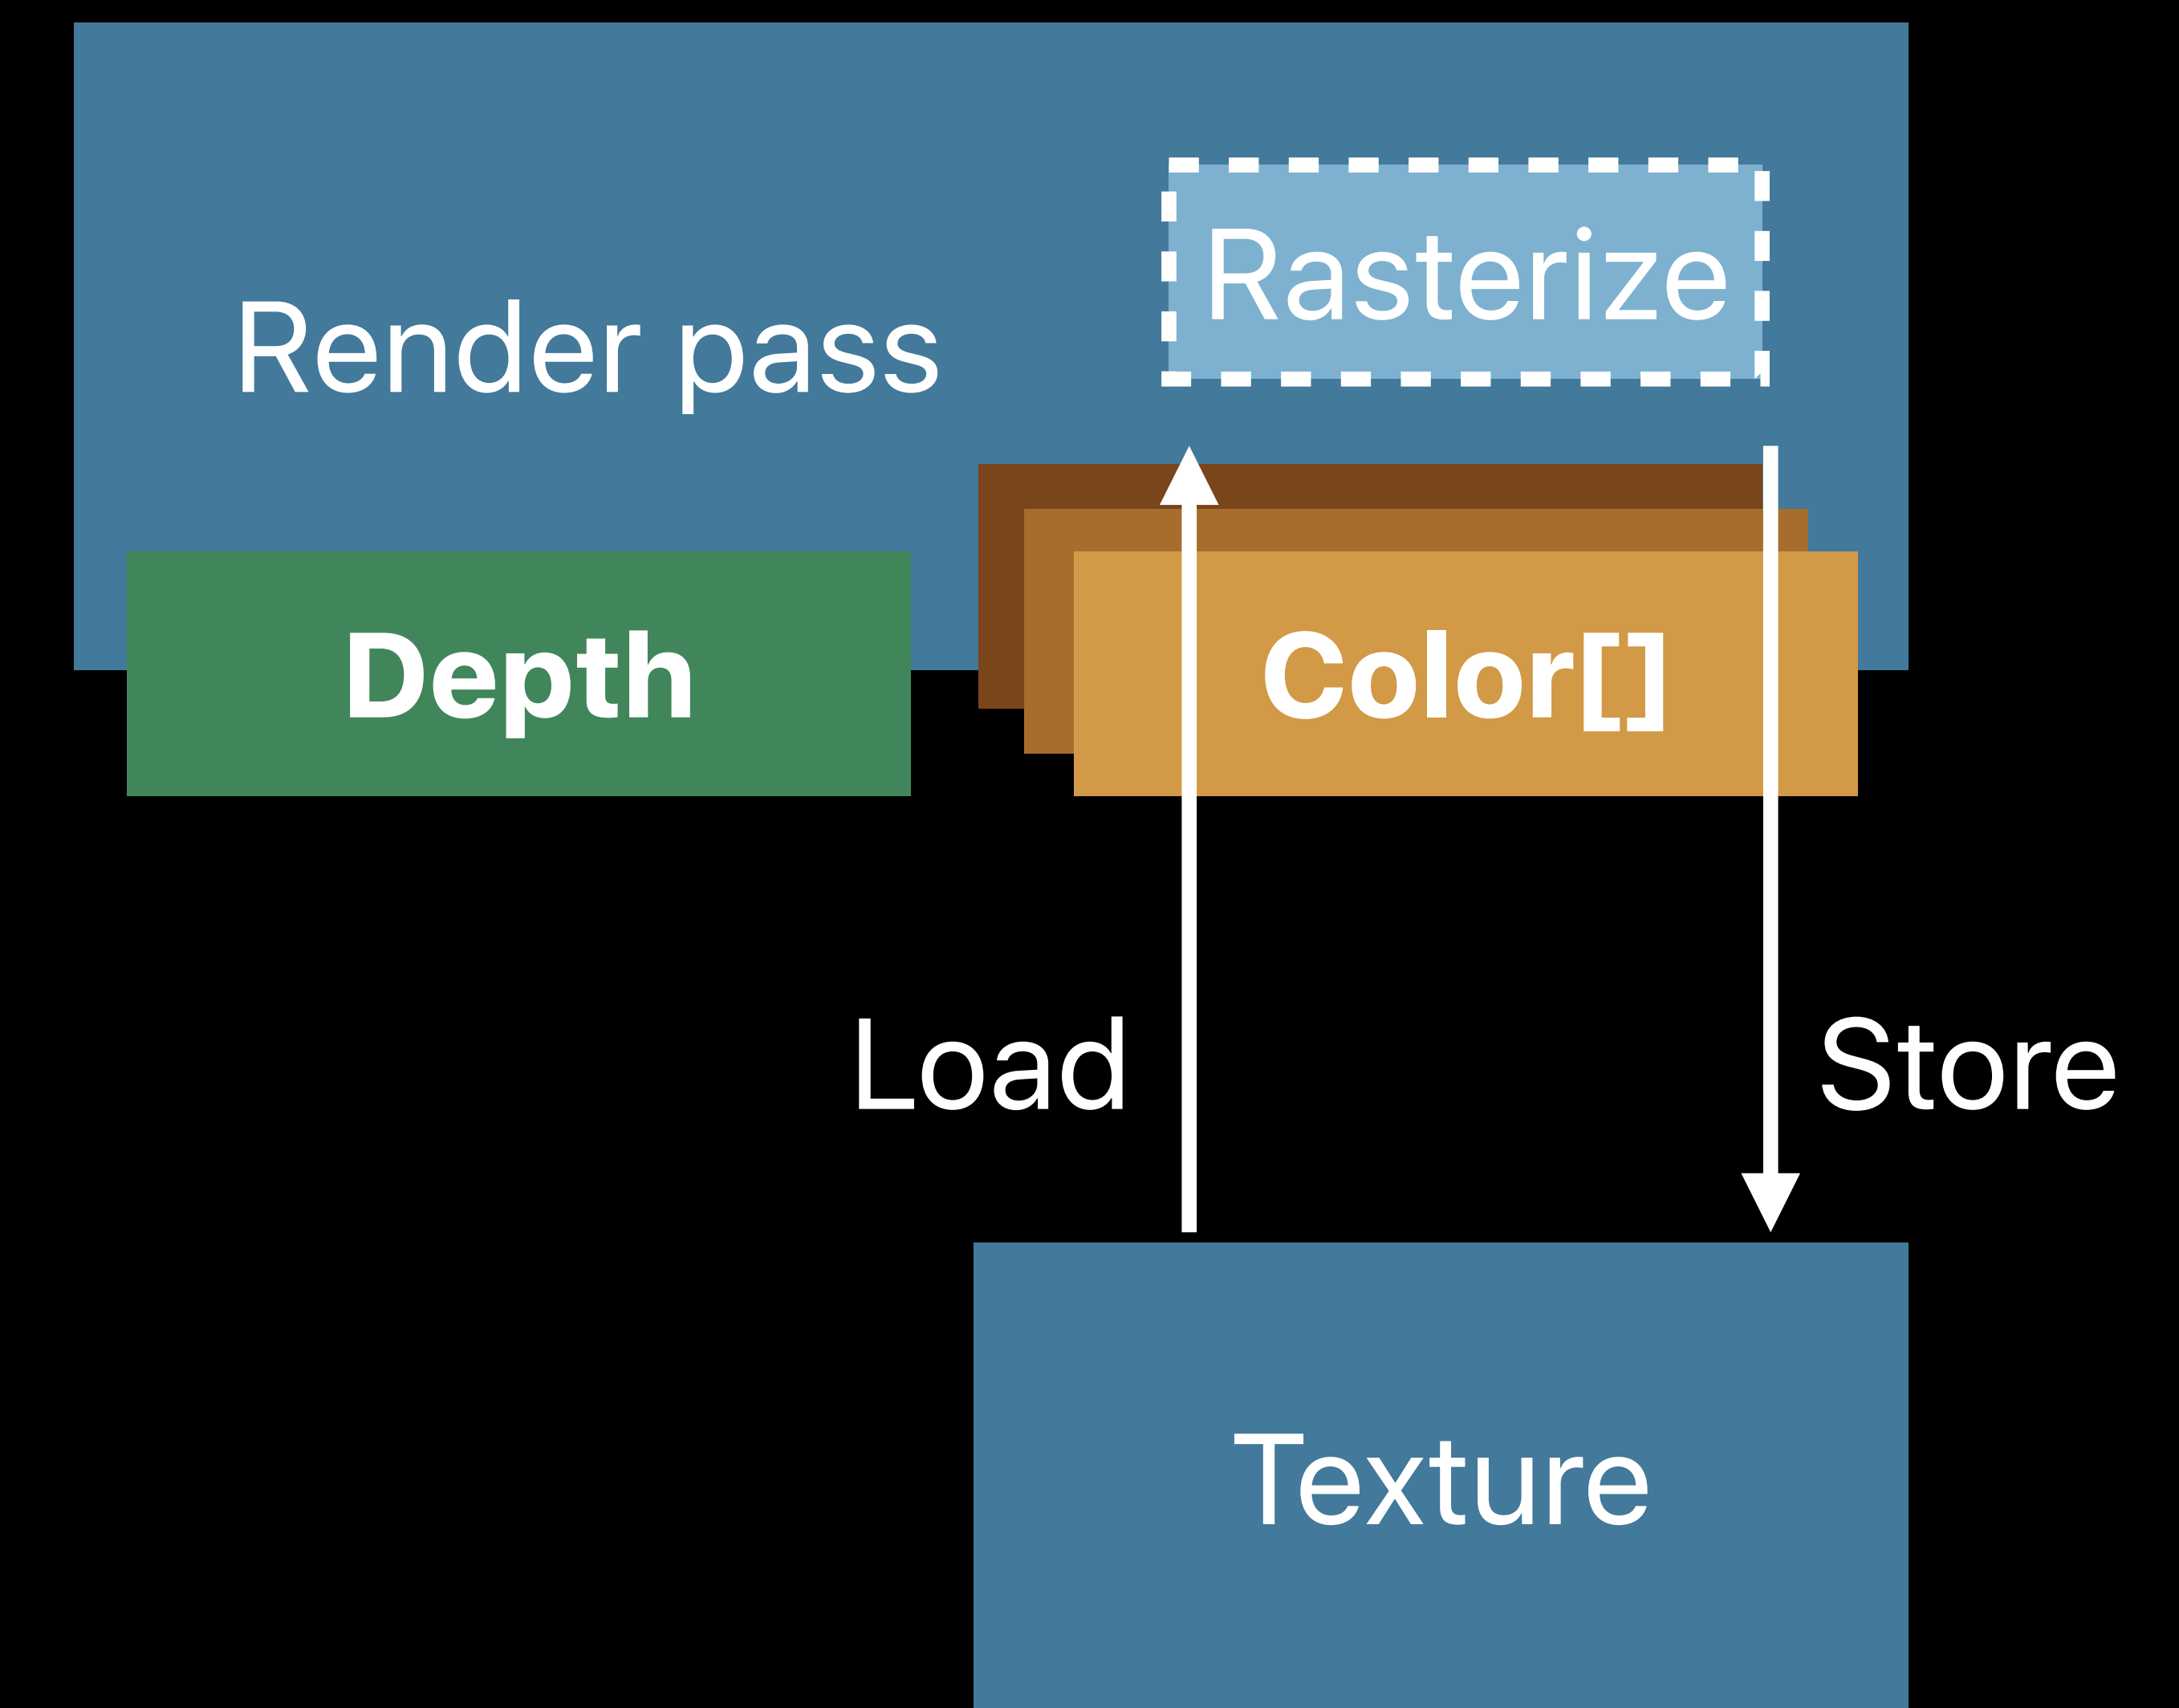 Rasterize
Render pass
Depth
Color[]
Load
Store
Texture